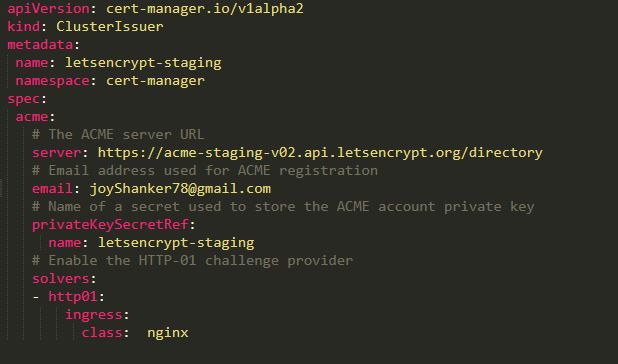 apiVersion: cert-manager.io/v1alpha2
kind: ClusterIssuer
metadata:
 name: letsencrypt-staging
 namespace: cert-manager
spec:
 acme:
   # The ACME server URL
   server: https://acme-staging-v02.api.letsencrypt.org/directory
   # Email address used for ACME registration
   email: joyShanker78@gmail.com
   # Name of a secret used to store the ACME account private key
   privateKeySecretRef:
     name: letsencrypt-staging
   # Enable the HTTP-01 challenge provider
   solvers:
   - http01:
       ingress:
         class:  nginx